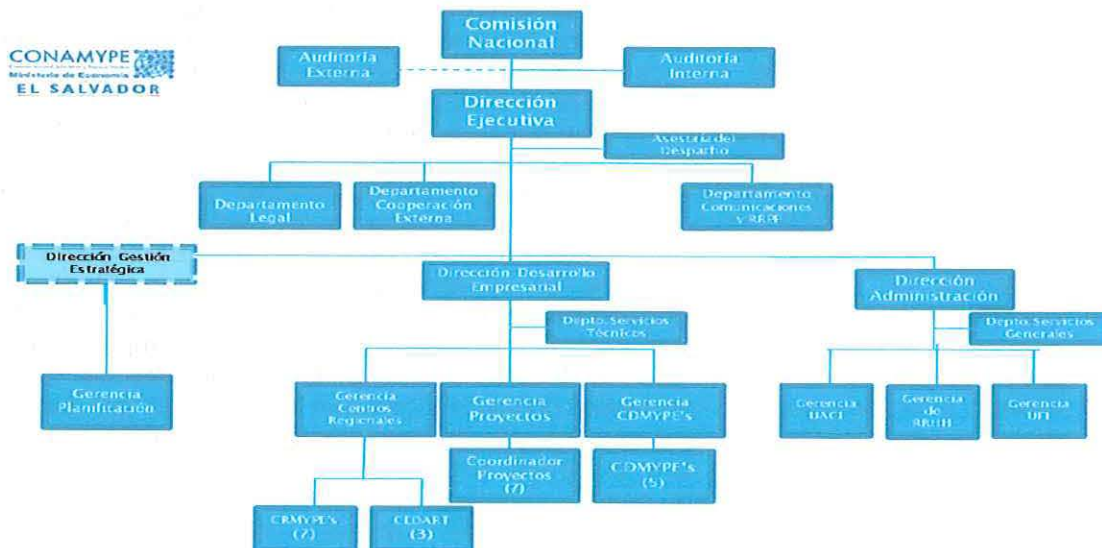 Comisión
Nacional
CONAMYPE
Ministerio de Economía
EL SALVADOR
Auditoría
Externa
Auditoría
Interna
Dirección
Ejecutiva
Asesoría del
Despacho
Departamento
Legal
Departamento
Cooperación
Externa
Departamento
Comunicaciones
y RRPP
Dirección Gestión
Estratégica
Dirección Desarrollo
Empresarial
Dirección
Administración
Depto. Servicios
Técnicos
Depto. Servicios
Generales
Gerencia
Planificación
Gerencia
Centros
Regionales
Gerencia
Proyectos
Gerencia
CDMYPE's
Gerencia
UACI
Gerencia
de
RRHH
Gerencia
UFI
Coordinador
Proyectos
(7)
CDMYPE's
(5)
CRMYPE's
(7)
CEDART
(3)